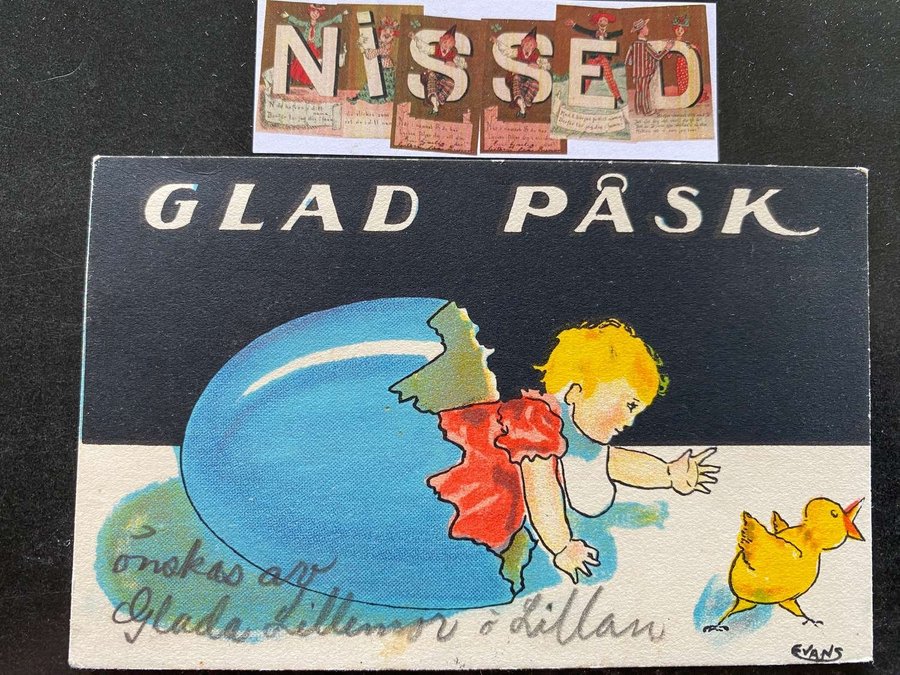 NISSED
GLAD PÅSK
önskas av
Glada Lillemor o Lillan
EVANS